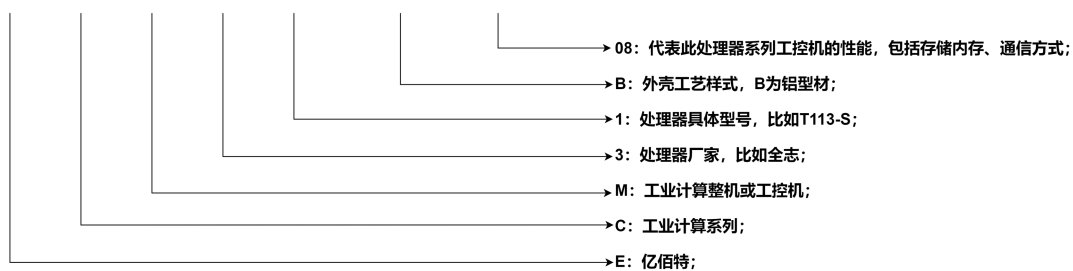 08：代表此处理器系列工控机的性能，包括存储内存、通信方式；
B：外壳工艺样式，B为铝型材；
1：处理器具体型号，比如T113-S；
3：处理器厂家，比如全志；
M：工业计算整机或工控机；
C：工业计算系列；
E：亿佰特；